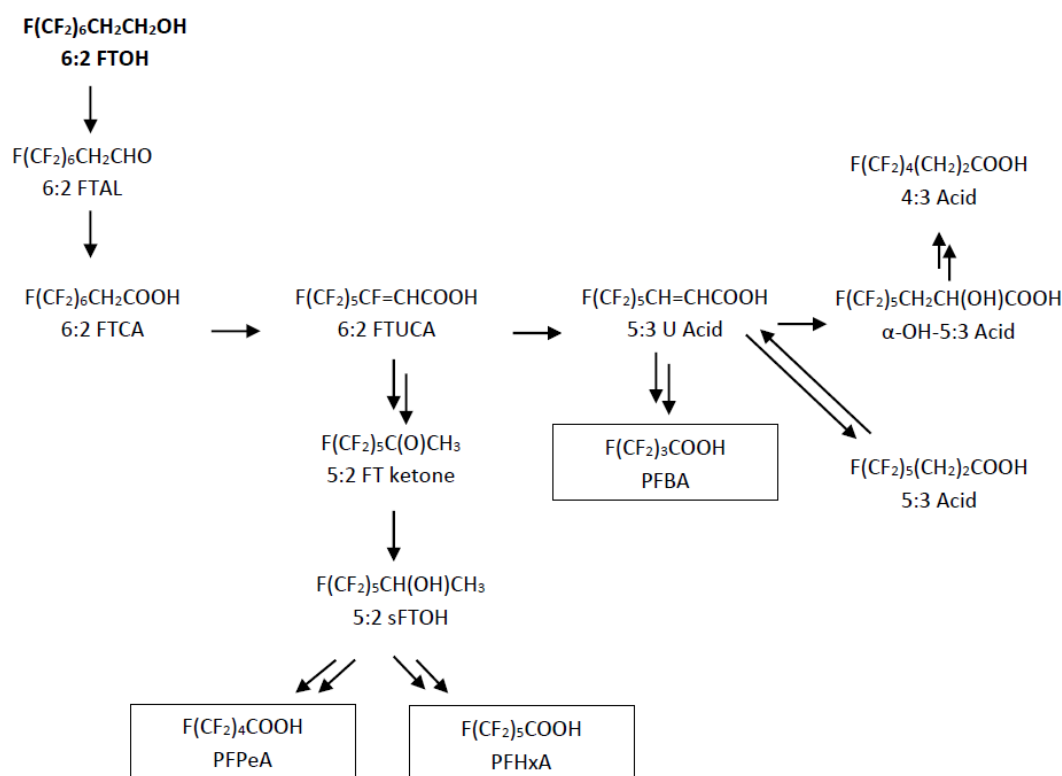 F(CF₂)₆CH₂CH₂OH
6:2 FTOH
F(CF₂)₆CH₂CHO
6:2 FTAL
F(CF₂)₄(CH₂)₂COOH
4:3 Acid
F(CF₂)₆CH₂COOH
6:2 FTCA
F(CF₂)₅CF=CHCOOH
6:2 FTUCA
F(CF₂)₅CH=CHCOOH
5:3 U Acid
F(CF₂)₅CH₂CH(OH)COOH
α-OH-5:3 Acid
F(CF₂)₅C(O)CH₃
5:2 FT ketone
F(CF₂)₃COOH
PFBA
F(CF₂)₅(CH₂)₂COOH
5:3 Acid
F(CF₂)₅CH(OH)CH₃
5:2 sFTOH
F(CF₂)₄COOH
PFPeA
F(CF₂)₅COOH
PFHxA